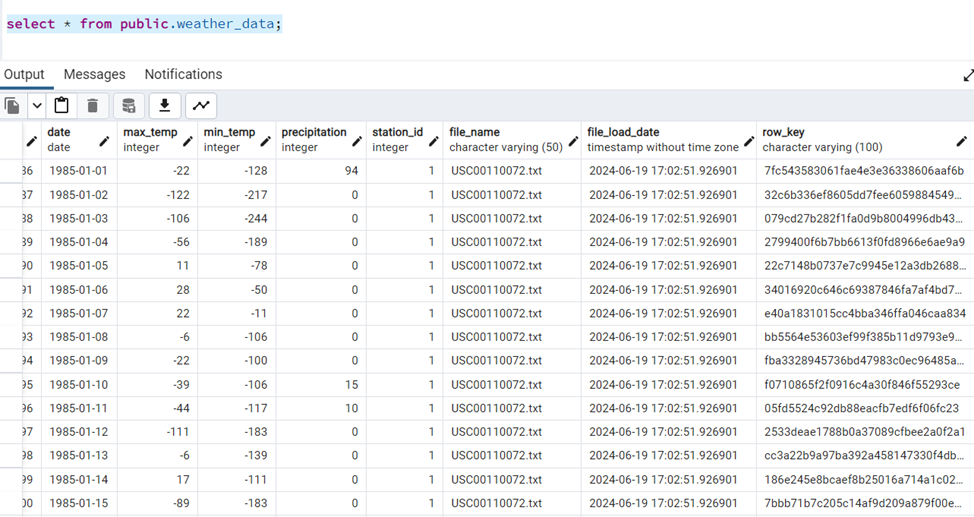 select * from public.weather_data;
Output Messages Notifications
date max_temp min_temp precipitation station_id file_name file_load_date row_key
date integer integer integer integer character varying (50) timestamp without time zone character varying (100)
36 1985-01-01 -22 -128 94 1 USC00110072.txt 2024-06-19 17:02:51.926901 7fc543583061fae4e3e36338606aaf6b
37 1985-01-02 -122 -217 0 1 USC00110072.txt 2024-06-19 17:02:51.926901 32c6b336ef8605dd7fee6059884549...
38 1985-01-03 -106 -244 0 1 USC00110072.txt 2024-06-19 17:02:51.926901 079cd27b282f1fa0d9b8004996db43...
39 1985-01-04 -56 -189 0 1 USC00110072.txt 2024-06-19 17:02:51.926901 2799400f6b7bb6613f0fd8966e6ae9a9
90 1985-01-05 11 -78 0 1 USC00110072.txt 2024-06-19 17:02:51.926901 22c7148b0737e7c9945e12a3db2688...
91 1985-01-06 28 -50 0 1 USC00110072.txt 2024-06-19 17:02:51.926901 34016920c646c69387846fa7af4bd7...
92 1985-01-07 22 -11 0 1 USC00110072.txt 2024-06-19 17:02:51.926901 e40a1831015cc4bba346ffa046caa834
93 1985-01-08 -6 -106 0 1 USC00110072.txt 2024-06-19 17:02:51.926901 bb5564e53603ef99f385b11d9793e9...
94 1985-01-09 -22 -100 0 1 USC00110072.txt 2024-06-19 17:02:51.926901 fba3328945736bd47983c0ec96485a...
95 1985-01-10 -39 -106 15 1 USC00110072.txt 2024-06-19 17:02:51.926901 f0710865f2f0916c4a30f846f55293ce
96 1985-01-11 -44 -117 10 1 USC00110072.txt 2024-06-19 17:02:51.926901 05fd5524c92db88eacfb7edf6f06fc23
97 1985-01-12 -111 -183 0 1 USC00110072.txt 2024-06-19 17:02:51.926901 2533deae1788b0a37089cfbee2a0f2a1
98 1985-01-13 -6 -139 0 1 USC00110072.txt 2024-06-19 17:02:51.926901 cc3a22b9a97ba392a458147330f4db...
99 1985-01-14 17 -111 0 1 USC00110072.txt 2024-06-19 17:02:51.926901 186e245e8bcaef8b25016a714a1c02...
00 1985-01-15 -89 -183 0 1 USC00110072.txt 2024-06-19 17:02:51.926901 7bbb71b7c205c14af9d209a879f00e...